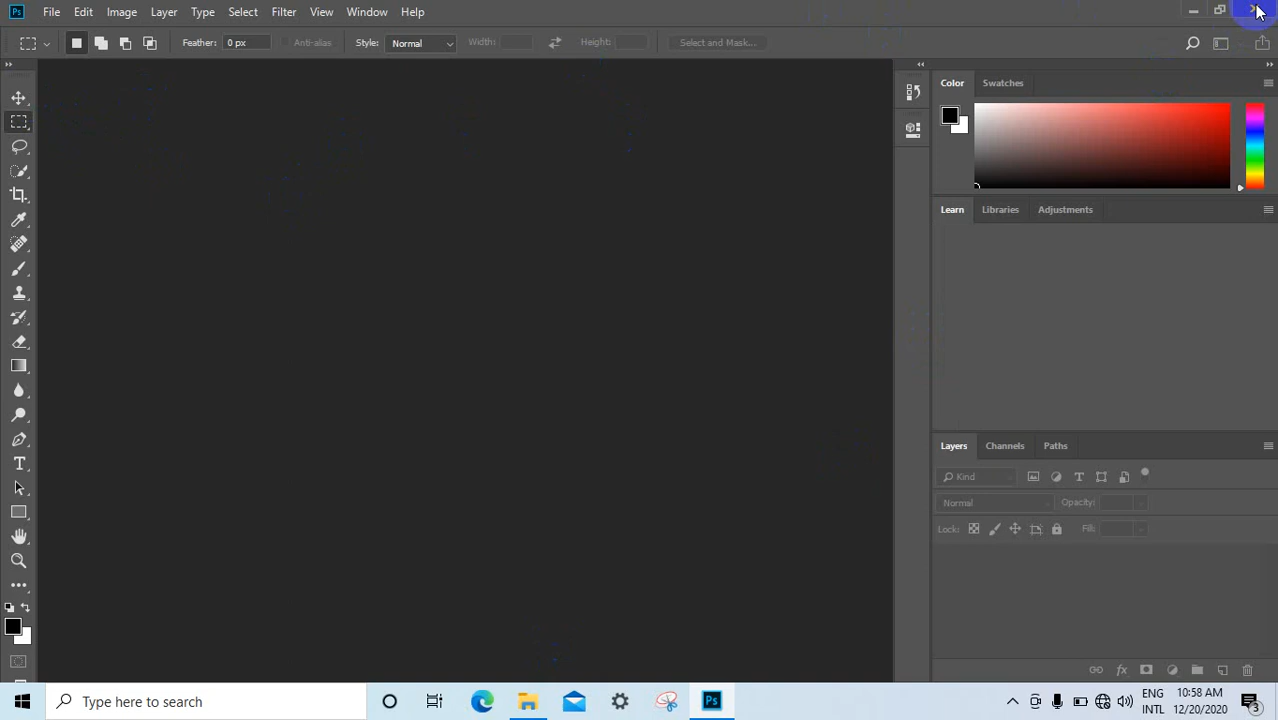 Ps File Edit Image Layer Type Select Filter View Window Help
Feather: 0 px Anti-alias Style: Normal Width: Height: Select and Mask...
Color Swatches
Learn Libraries Adjustments
Layers Channels Paths
Kind
Normal Opacity:
Lock: Fill:
Type here to search
Ps
ENG
INTL
10:58 AM
12/20/2020
3